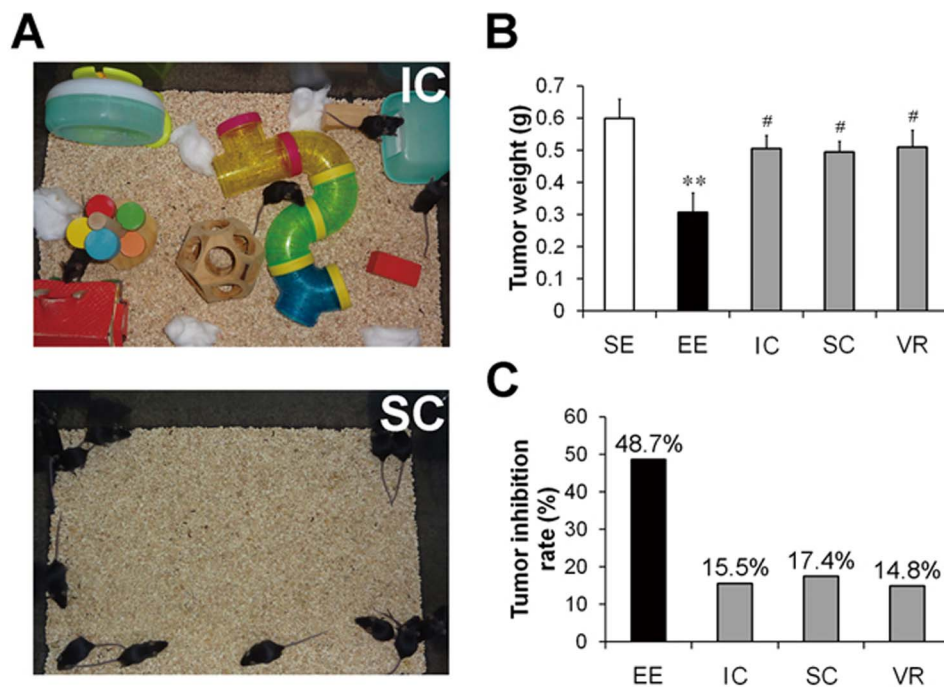 A
IC
SC
B
Tumor weight (g)
0.7
0.6
0.5
0.4
0.3
0.2
0.1
0
**
#
#
#
SE EE IC SC VR
C
Tumor inhibition
rate (%)
60
50
40
30
20
10
0
48.7%
15.5%
17.4%
14.8%
EE IC SC VR